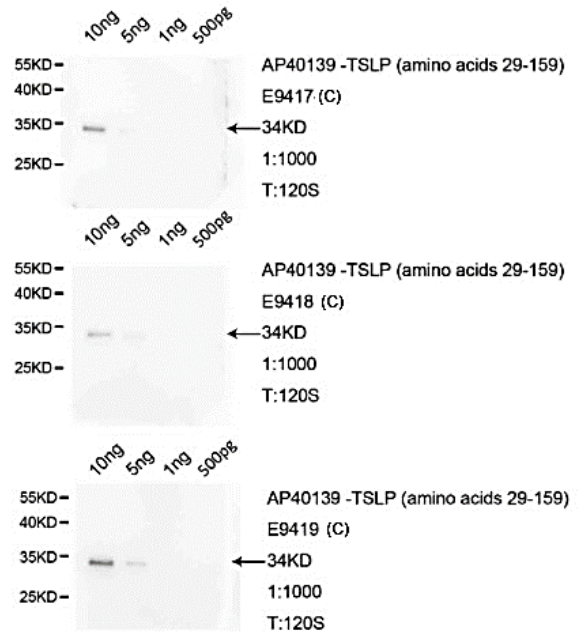 10ng 5ng 1ng 500pg
55KD
40KD
35KD
25KD
AP40139 -TSLP (amino acids 29-159)
E9417 (C)
34KD
1:1000
T:120S
10ng 5ng 1ng 500pg
55KD
40KD
35KD
25KD
AP40139 -TSLP (amino acids 29-159)
E9418 (C)
34KD
1:1000
T:120S
10ng 5ng 1ng 500pg
55KD
40KD
35KD
25KD
AP40139 -TSLP (amino acids 29-159)
E9419 (C)
34KD
1:1000
T:120S